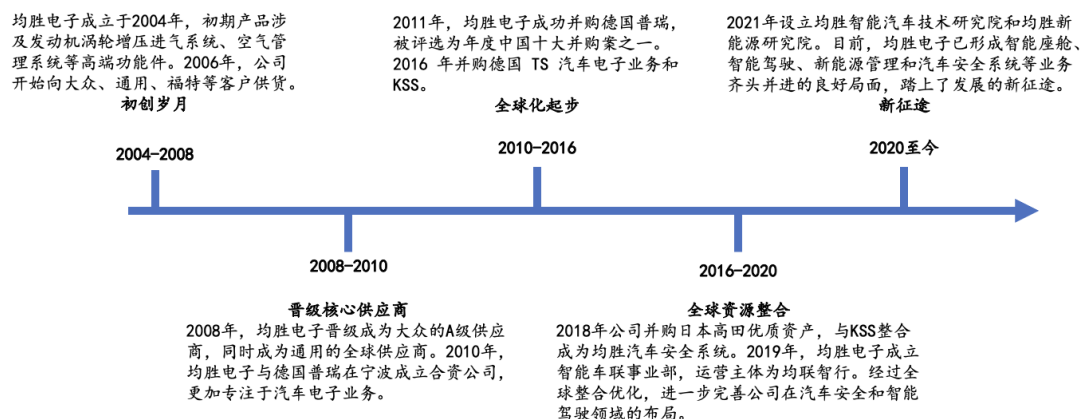 均胜电子成立于2004年，初期产品涉
及发动机涡轮增压进气系统、空气管
理系统等高端功能件。2006年，公司
开始向大众、通用、福特等客户供货。
初创岁月
2004-2008
2008-2010
晋级核心供应商
2008年，均胜电子晋级成为大众的A级供应
商，同时成为通用的全球供应商。2010年，
均胜电子与德国普瑞在宁波成立合资公司，
更加专注于汽车电子业务。
2011年，均胜电子成功并购德国普瑞，
被评选为年度中国十大并购案之一。
2016 年并购德国 TS 汽车电子业务和
KSS。
全球化起步
2010-2016
2016-2020
全球资源整合
2018年公司并购日本高田优质资产，与KSS整合
成为均胜汽车安全系统。2019年，均胜电子成立
智能车联事业部，运营主体为均联智行。经过全
球整合优化，进一步完善公司在汽车安全和智能
驾驶领域的布局。
2021年设立均胜智能汽车技术研究院和均胜新
能源研究院。目前，均胜电子已形成智能座舱、
智能驾驶、新能源管理和汽车安全系统等业务
齐头并进的良好局面，踏上了发展的新征途。
新征途
2020至今